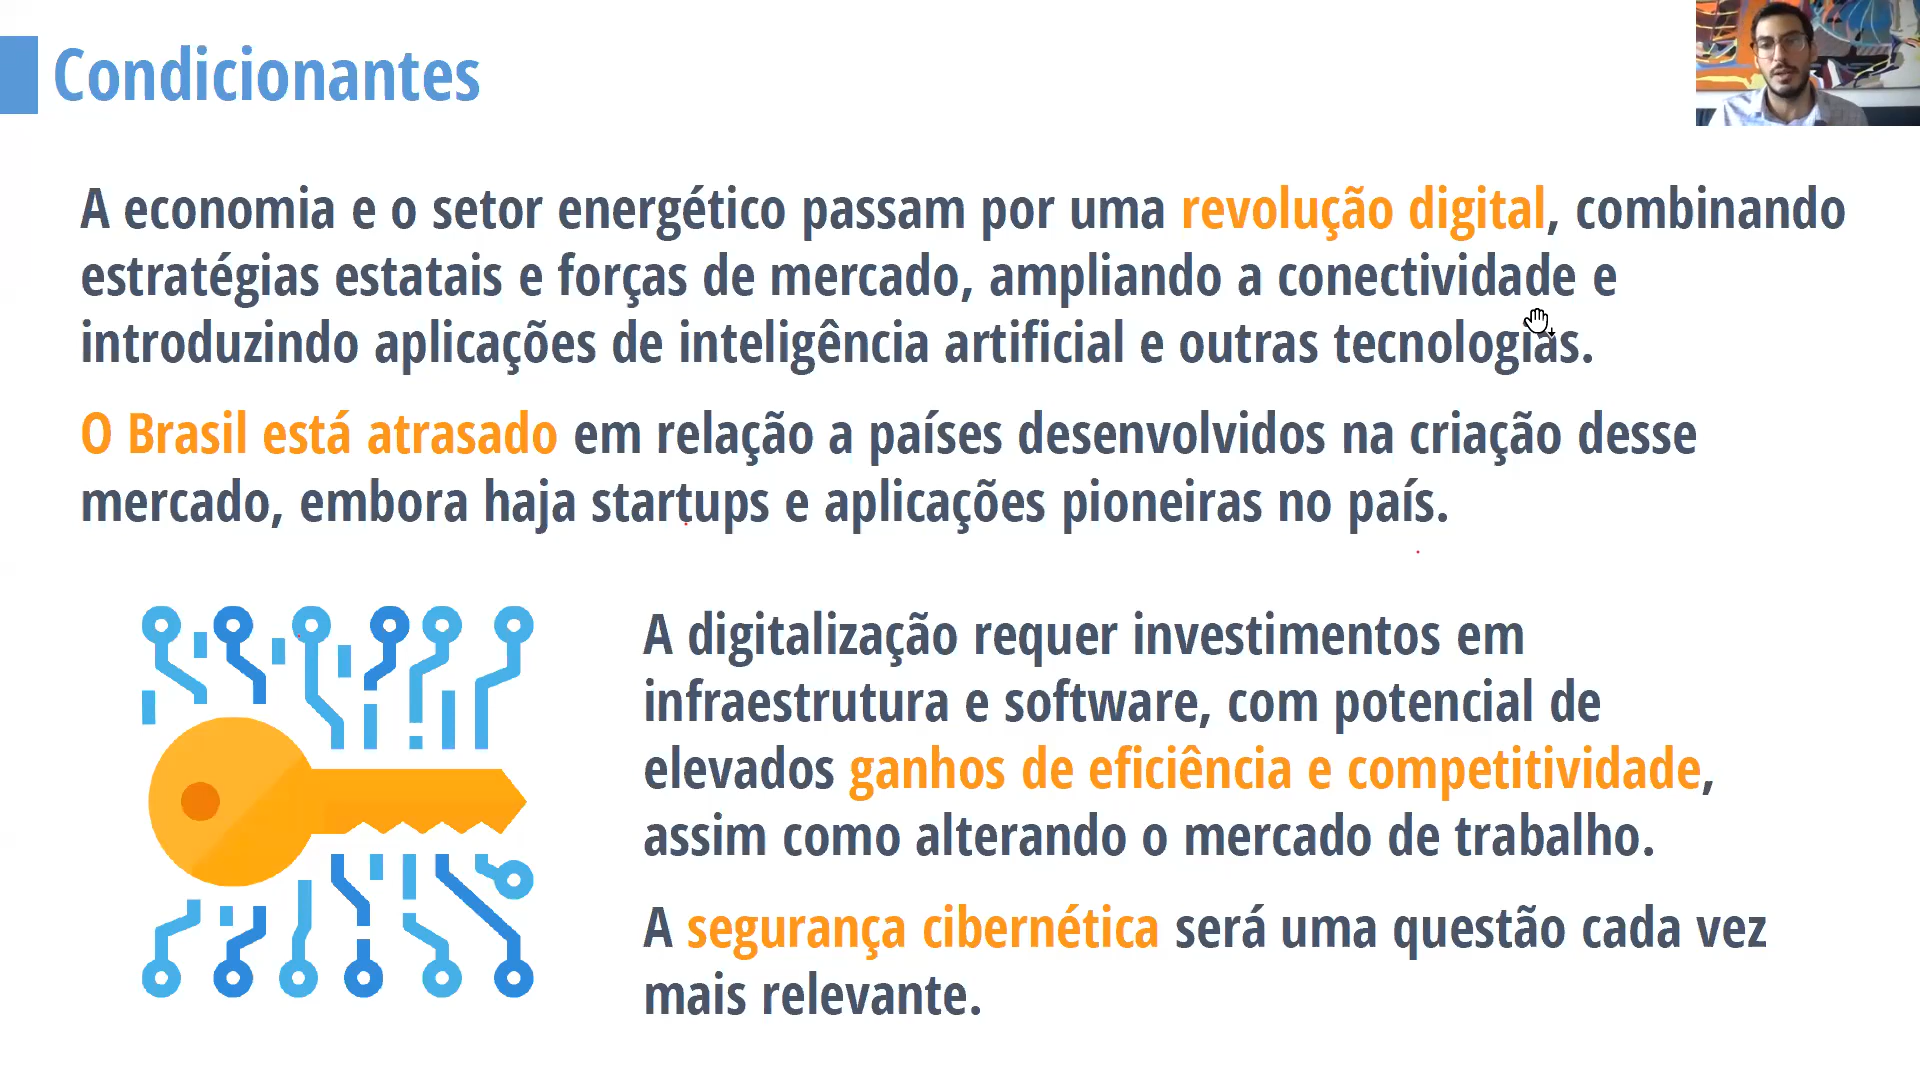 Condicionantes
A economia e o setor energético passam por uma revolução digital, combinando
estratégias estatais e forças de mercado, ampliando a conectividade e
introduzindo aplicações de inteligência artificial e outras tecnologias.
O Brasil está atrasado em relação a países desenvolvidos na criação desse
mercado, embora haja startups e aplicações pioneiras no país.
A digitalização requer investimentos em
infraestrutura e software, com potencial de
elevados ganhos de eficiência e competitividade,
assim como alterando o mercado de trabalho.
A segurança cibernética será uma questão cada vez
mais relevante.